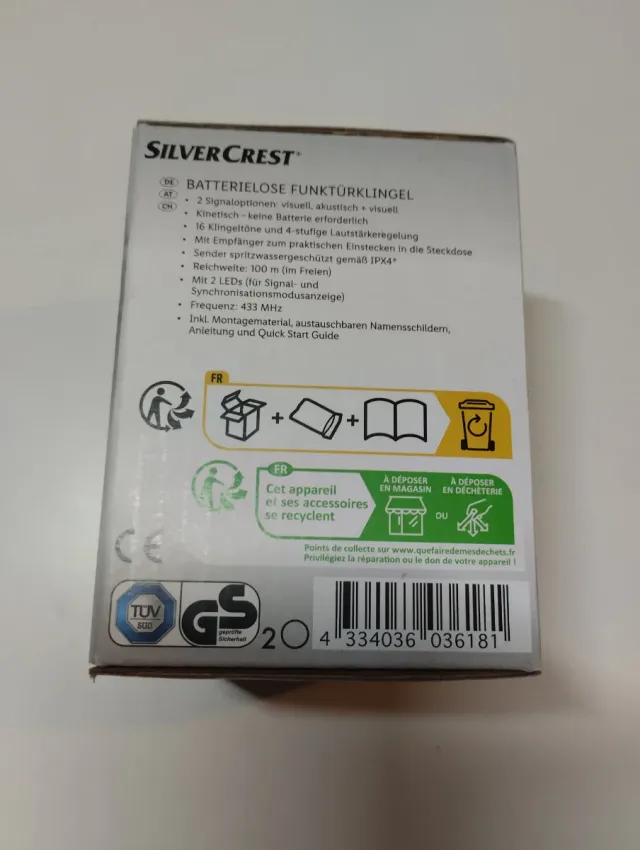 SILVERCREST®
DE
AT
CH
BATTERIELOSE FUNKTÜRKLINGEL
• 2 Signaloptionen: visuell, akustisch + visuell
• Kinetisch – keine Batterie erforderlich
• 16 Klingeltöne und 4-stufige Lautstärkeregelung
• Mit Empfänger zum praktischen Einstecken in die Steckdose
• Sender spritzwassergeschützt gemäß IPX4*
• Reichweite: 100 m (im Freien)
• Mit 2 LEDs (für Signal- und
Synchronisationsmodusanzeige)
• Frequenz: 433 MHz
• Inkl. Montagematerial, austauschbaren Namensschildern,
Anleitung und Quick Start Guide
FR
+ +
FR
Cet appareil
et ses accessoires
se recyclent
À DÉPOSER
EN MAGASIN
OU
À DÉPOSER
EN DÉCHÈTERIE
Points de collecte sur www.quefairedemesdechets.fr
Privilégiez la réparation ou le don de votre appareil !
CE
TÜV
SÜD
GS
geprüfte
Sicherheit
2
4 334036 036181